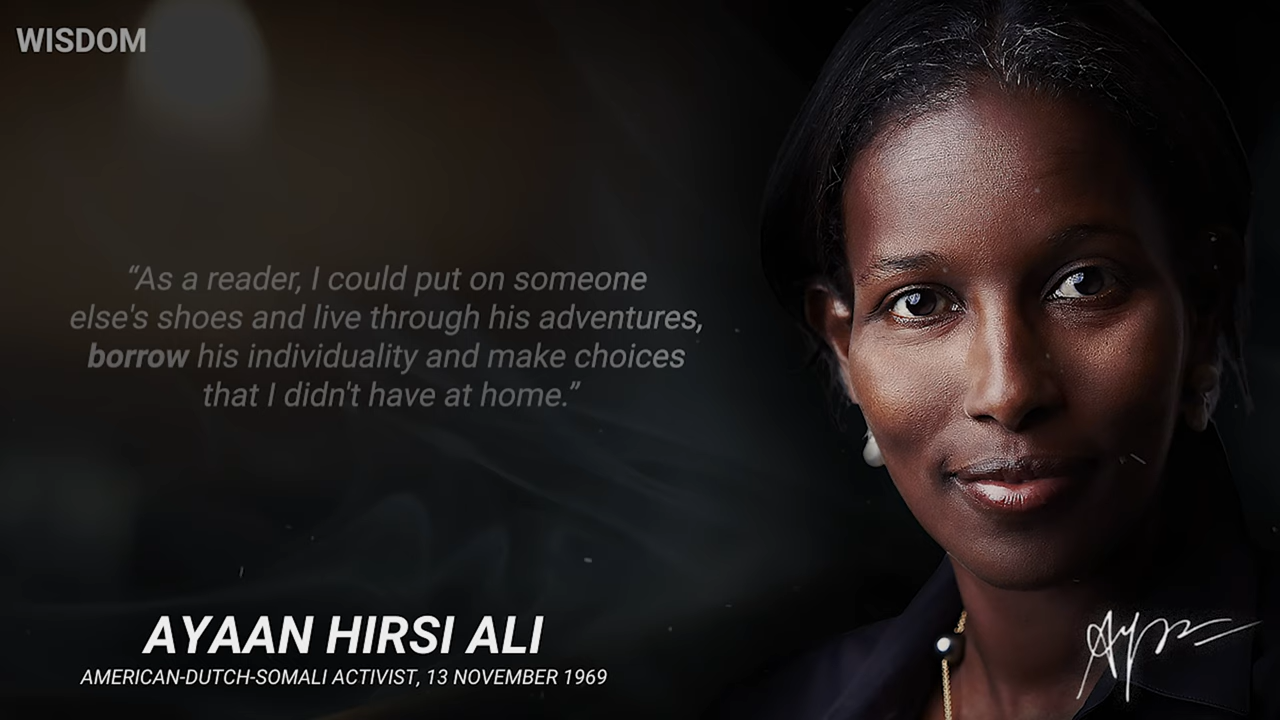 WISDOM
“As a reader, I could put on someone
else's shoes and live through his adventures,
borrow his individuality and make choices
that I didn't have at home.”
AYAAN HIRSI ALI
AMERICAN-DUTCH-SOMALI ACTIVIST, 13 NOVEMBER 1969